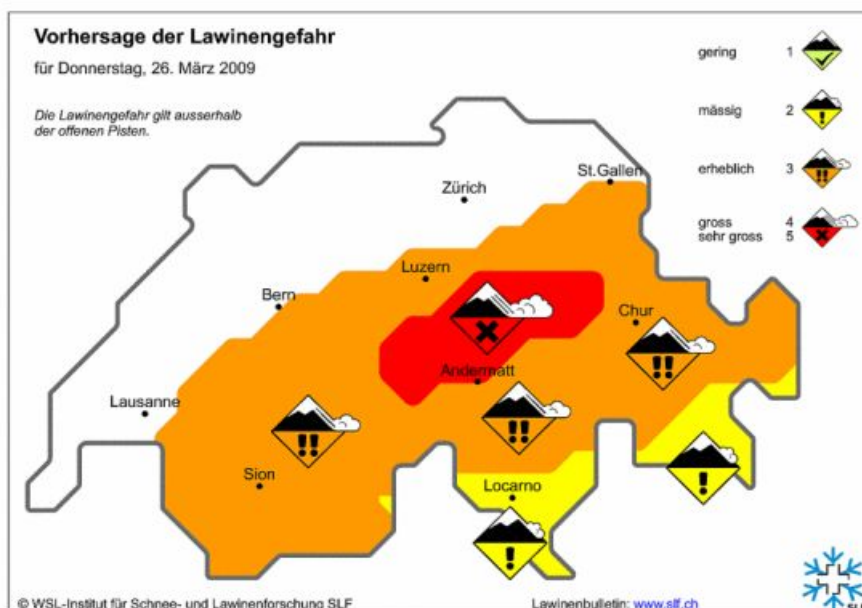 Vorhersage der Lawinengefahr
für Donnerstag, 26. März 2009
Die Lawinengefahr gilt ausserhalb
der offenen Pisten.
gering 1
mässig 2
erheblich 3
gross 4
sehr gross 5
St.Gallen
Zürich
Luzern
Bern
Chur
Andermatt
Lausanne
Sion
Locarno
© WSL-Institut für Schnee- und Lawinenforschung SLF
Lawinenbulletin: www.slf.ch